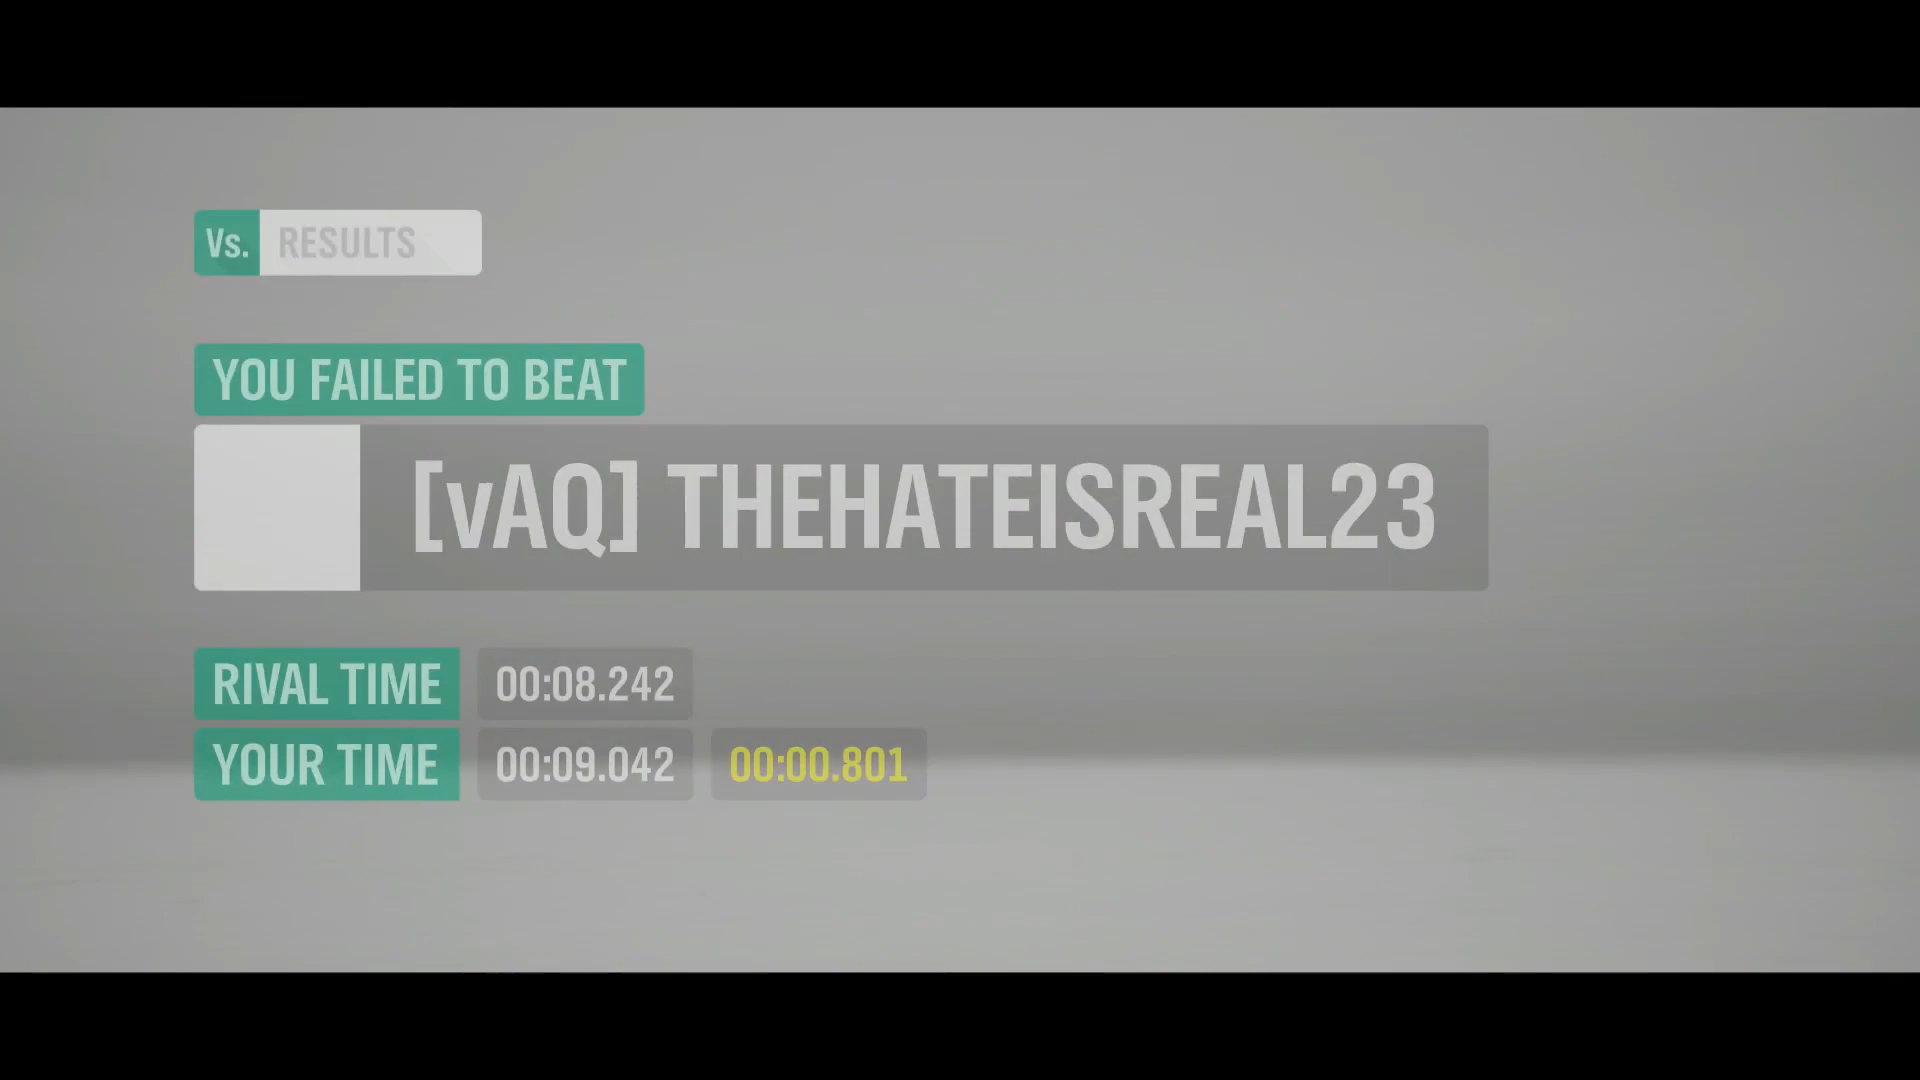 Vs. RESULTS
YOU FAILED TO BEAT
[vAQ] THEHATEISREAL23
RIVAL TIME 00:08.242
YOUR TIME 00:09.042 00:00.801